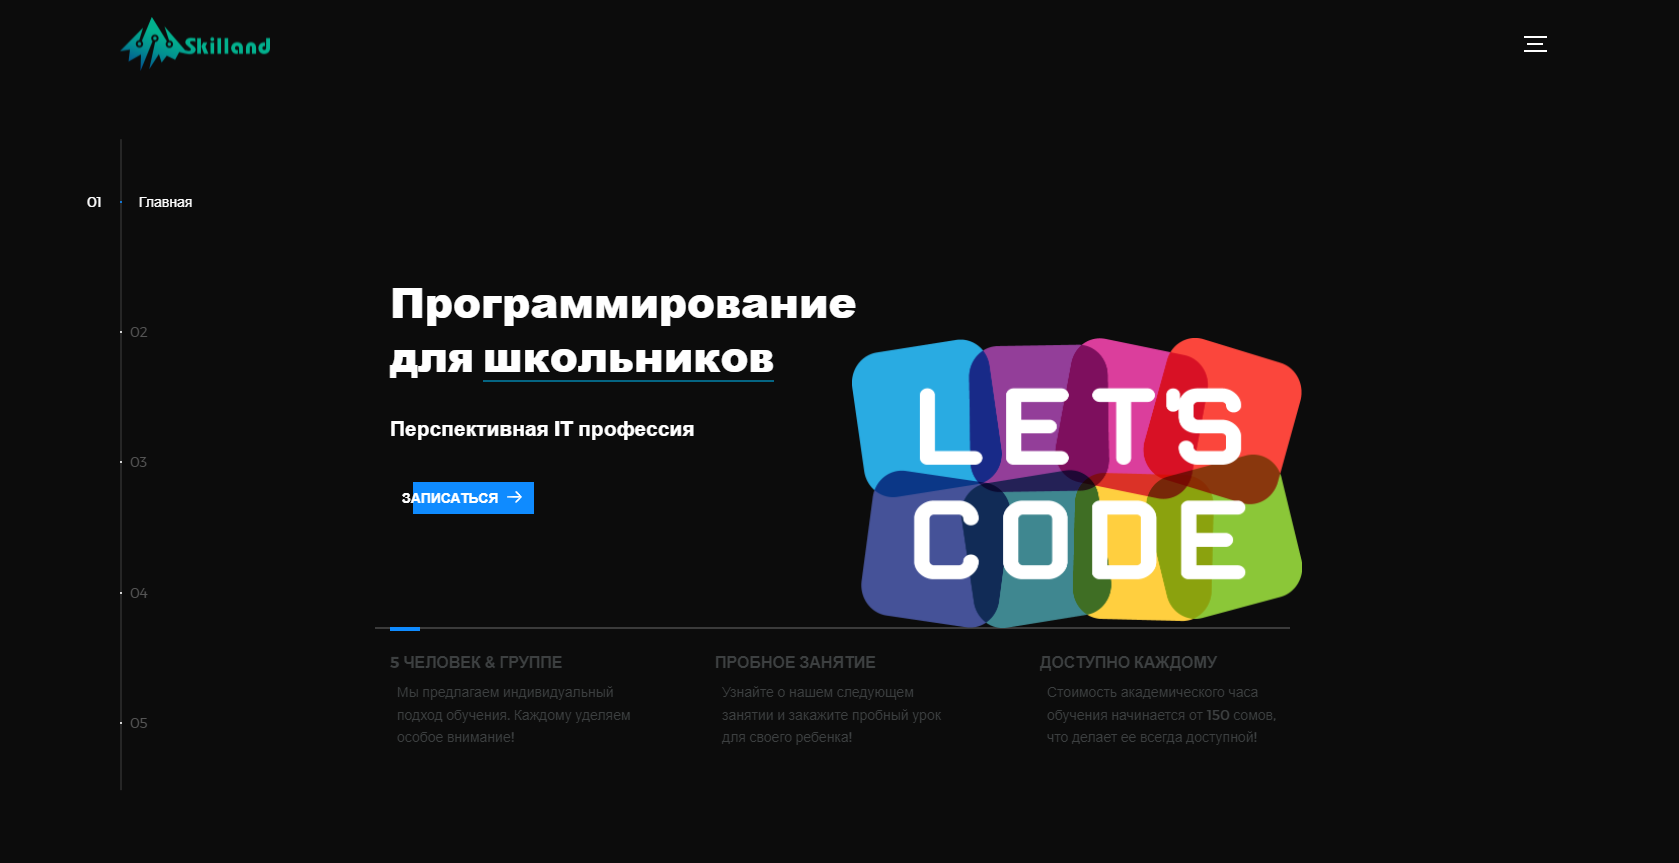 Skilland
01 Главная
Программирование
для школьников
Перспективная IT профессия
ЗАПИСАТЬСЯ
LET'S
CODE
02
03
04
05
5 ЧЕЛОВЕК & ГРУППЕ
Мы предлагаем индивидуальный
подход обучения. Каждому уделяем
особое внимание!
ПРОБНОЕ ЗАНЯТИЕ
Узнайте о нашем следующем
занятии и закажите пробный урок
для своего ребенка!
ДОСТУПНО КАЖДОМУ
Стоимость академического часа
обучения начинается от 150 сомов,
что делает ее всегда доступной!